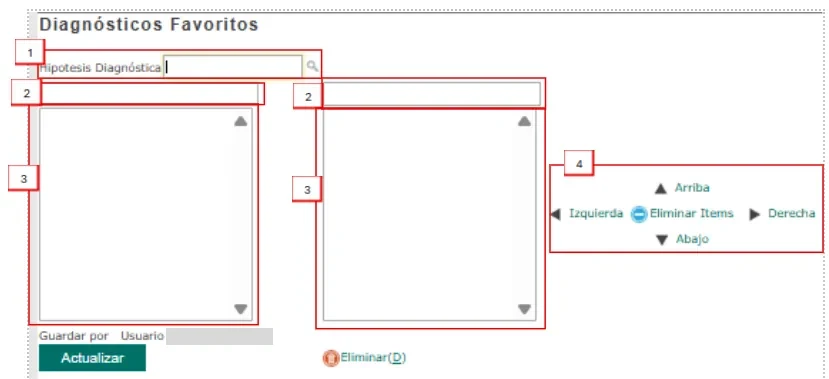 Diagnósticos Favoritos
1
Hipotesis Diagnóstica
2
2
3
3
4
Arriba
Izquierda Eliminar Items Derecha
Abajo
Guardar por Usuario
Actualizar
Eliminar(D)